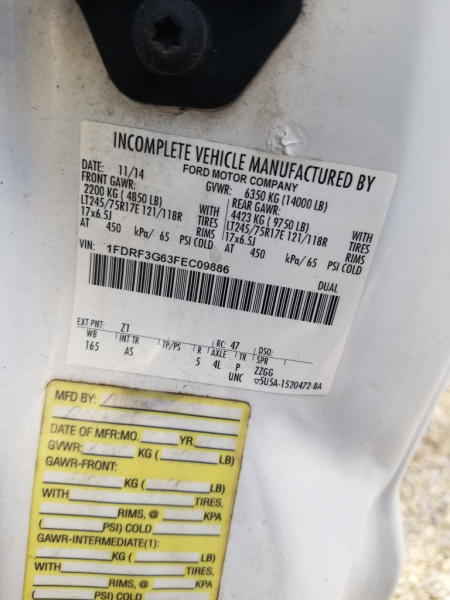 INCOMPLETE VEHICLE MANUFACTURED BY
FORD MOTOR COMPANY
DATE: 11/14 GVWR: 6350 KG (14000 LB)
FRONT GAWR: REAR GAWR:
2200 KG ( 4850 LB) 4423 KG ( 9750 LB)
LT245/75R17E 121/118R TIRES LT245/75R17E 121/118R TIRES
17x6.5J RIMS 17x6.5J RIMS
AT 450 kPa/ 65 PSI COLD AT 450 kPa/ 65 PSI COLD
VIN: 1FDRF3G63FEC09886 DUAL
EXT PNT: Z1 RC: 47 DSO:
WB INT TR TP/PS R AXLE TR SPR
165 AS 5 4L P ZZGG
UNC ▽5U5A-1520472-BA
MFD BY:
DATE OF MFR:MO. YR.
GVWR: KG ( LB)
GAWR-FRONT:
KG ( LB)
WITH TIRES,
RIMS, @ KPA
( PSI) COLD
GAWR-INTERMEDIATE(1):
KG ( LB)
WITH TIRES,
RIMS, @ KPA
( PSI) COLD